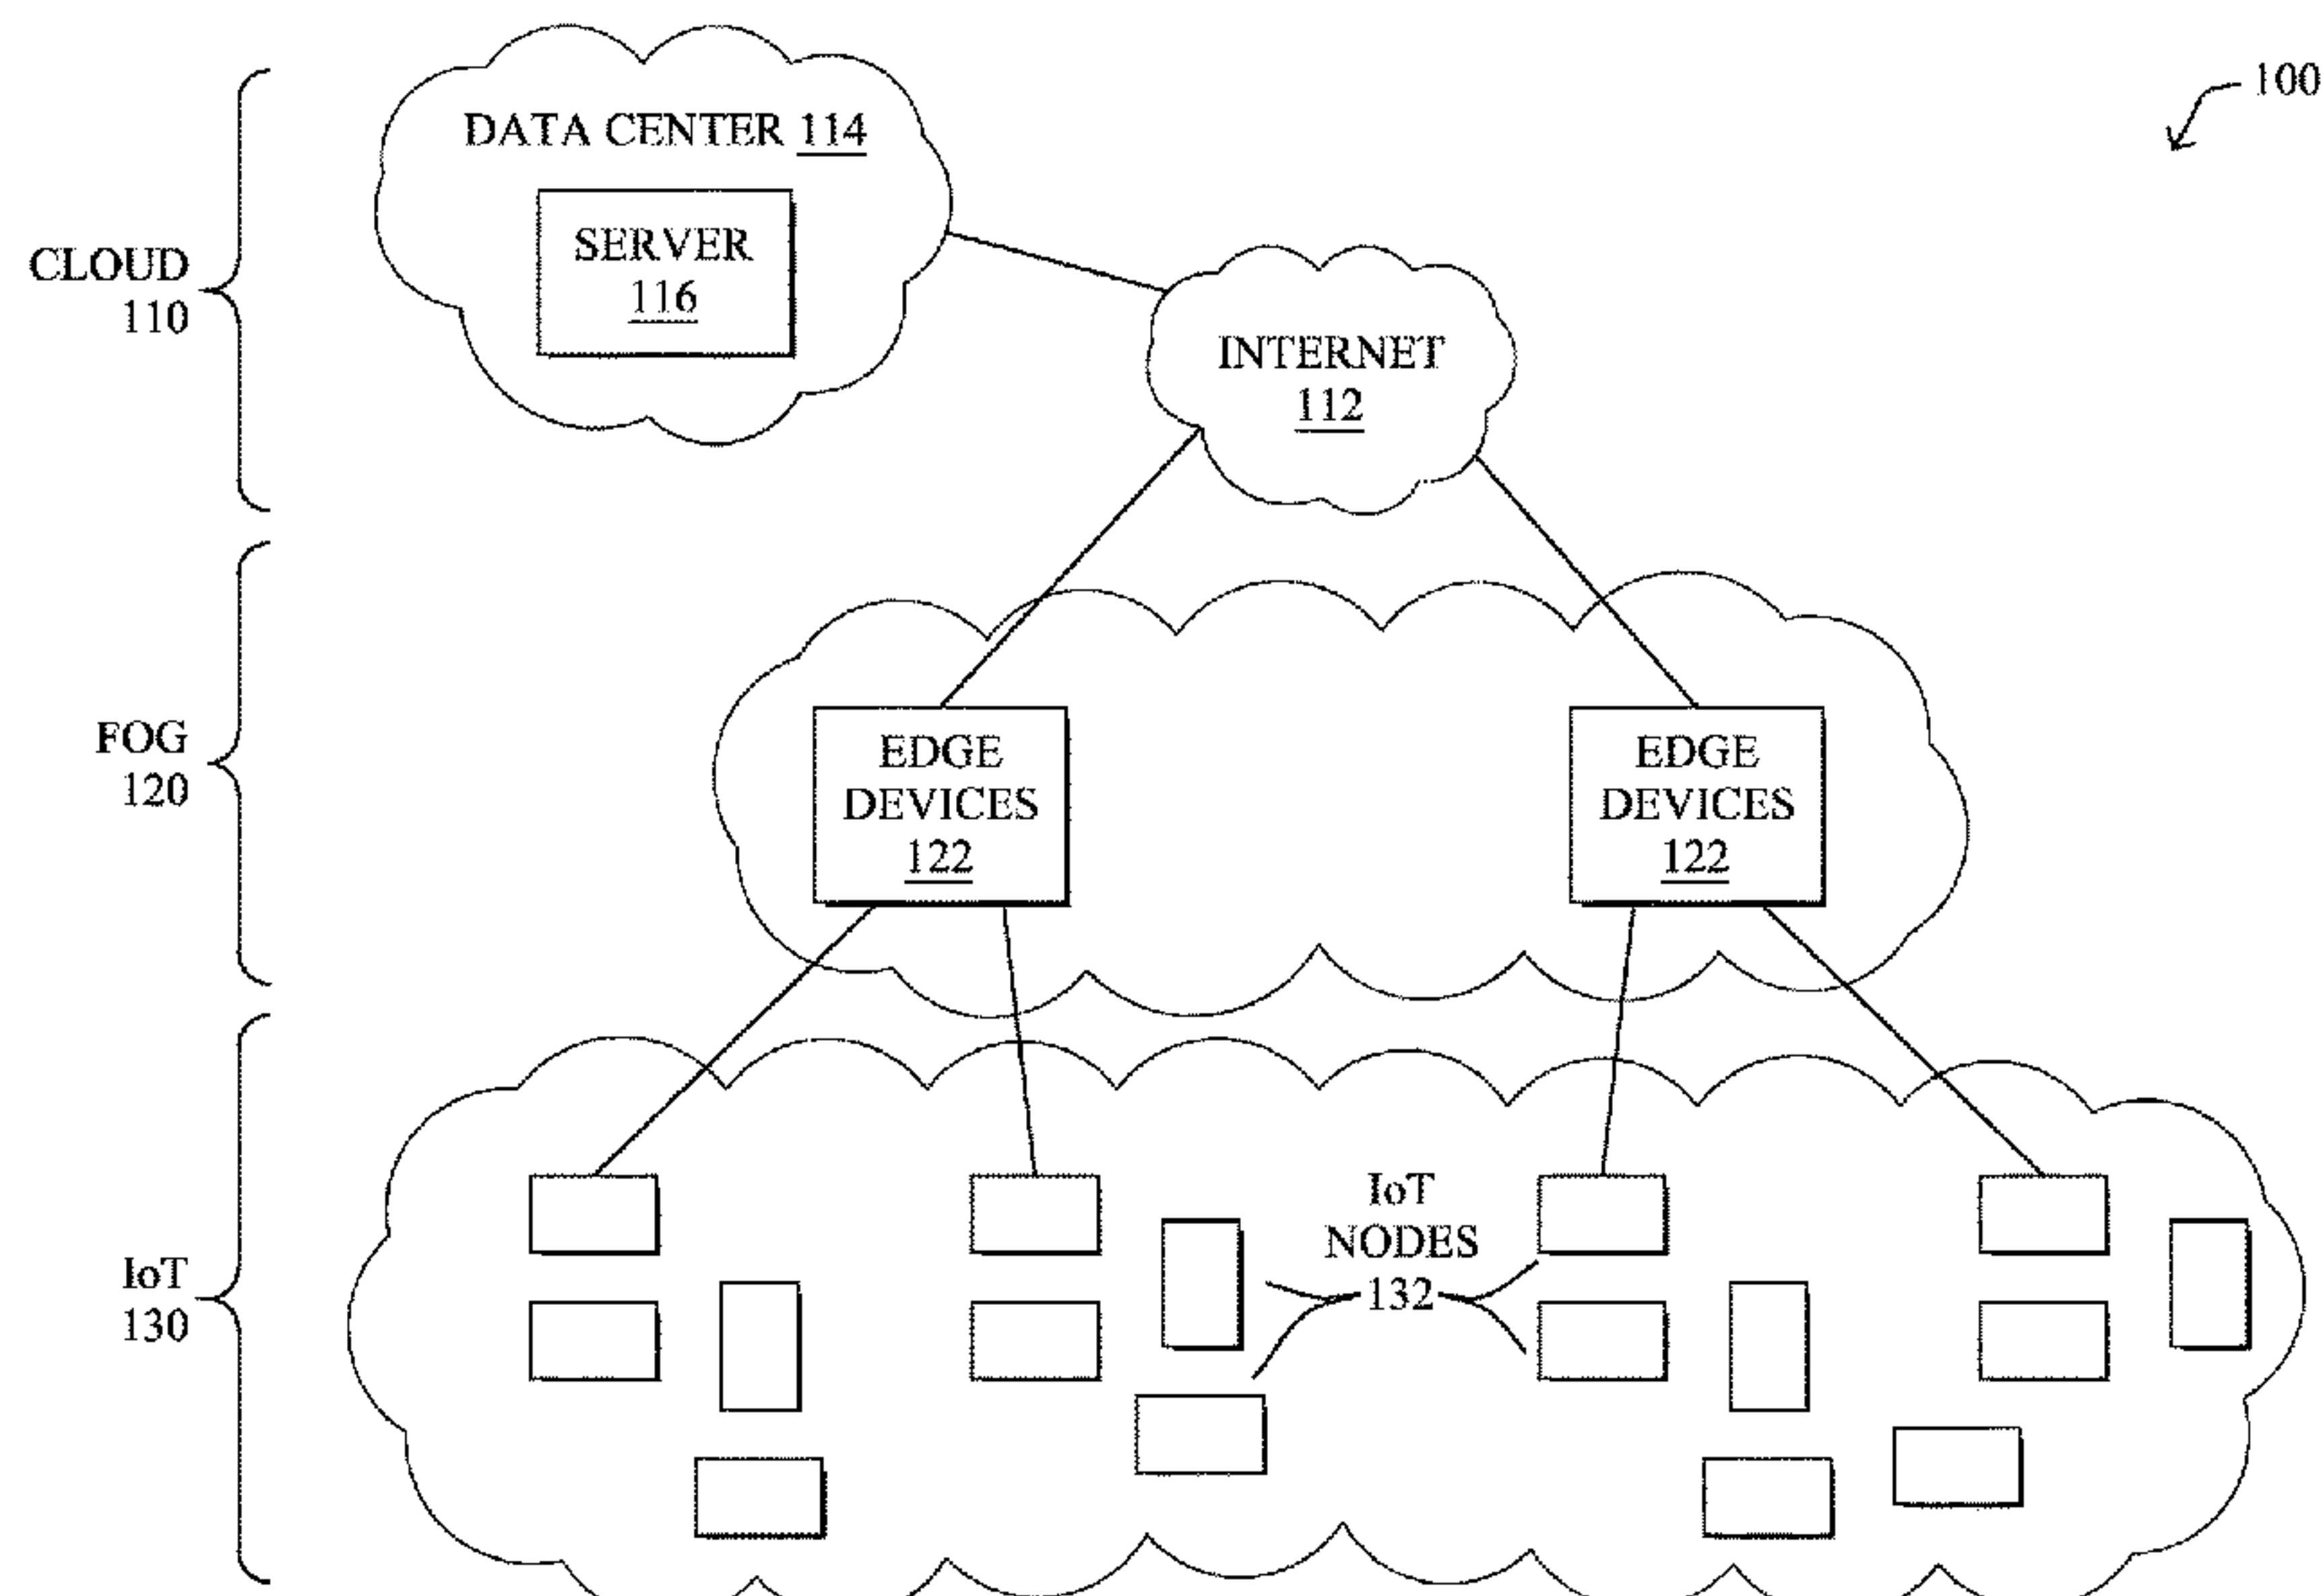 100
DATA CENTER 114
SERVER
116
CLOUD
110
INTERNET
112
FOG
120
EDGE
DEVICES
122
EDGE
DEVICES
122
IoT
NODES
132
IoT
130